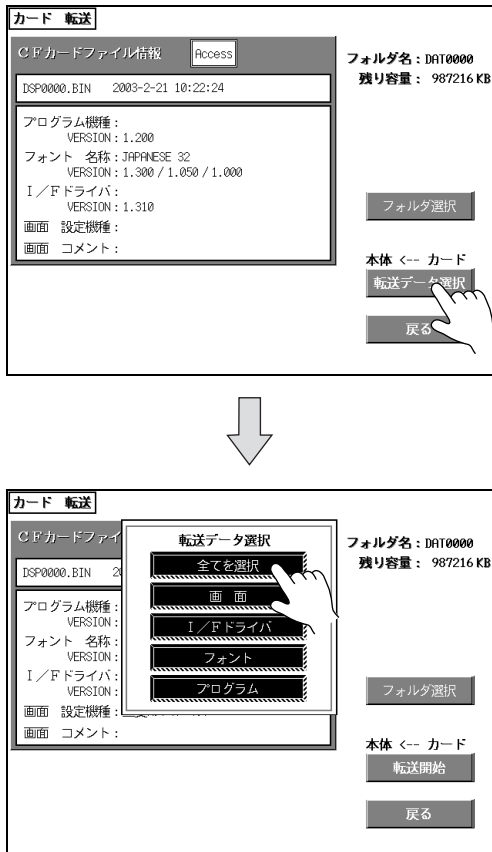 カード 転送
CFカードファイル情報 Access
DSP0000.BIN 2003-2-21 10:22:24
プログラム機種：
VERSION：1.200
フォント 名称：JAPANESE 32
VERSION：1.300 / 1.050 / 1.000
I／Fドライバ：
VERSION：1.310
画面 設定機種：
画面 コメント：
フォルダ名：DAT0000
残り容量： 987216 KB
フォルダ選択
本体 <-- カード
転送データ選択
戻る
カード 転送
CFカードファイ
DSP0000.BIN 20
プログラム機種：
VERSION：
フォント 名称：
VERSION：
I／Fドライバ：
VERSION：
画面 設定機種：
画面 コメント：
転送データ選択
全てを選択
画 面
I／Fドライバ
フォント
プログラム
フォルダ名：DAT0000
残り容量： 987216 KB
フォルダ選択
本体 <-- カード
転送開始
戻る